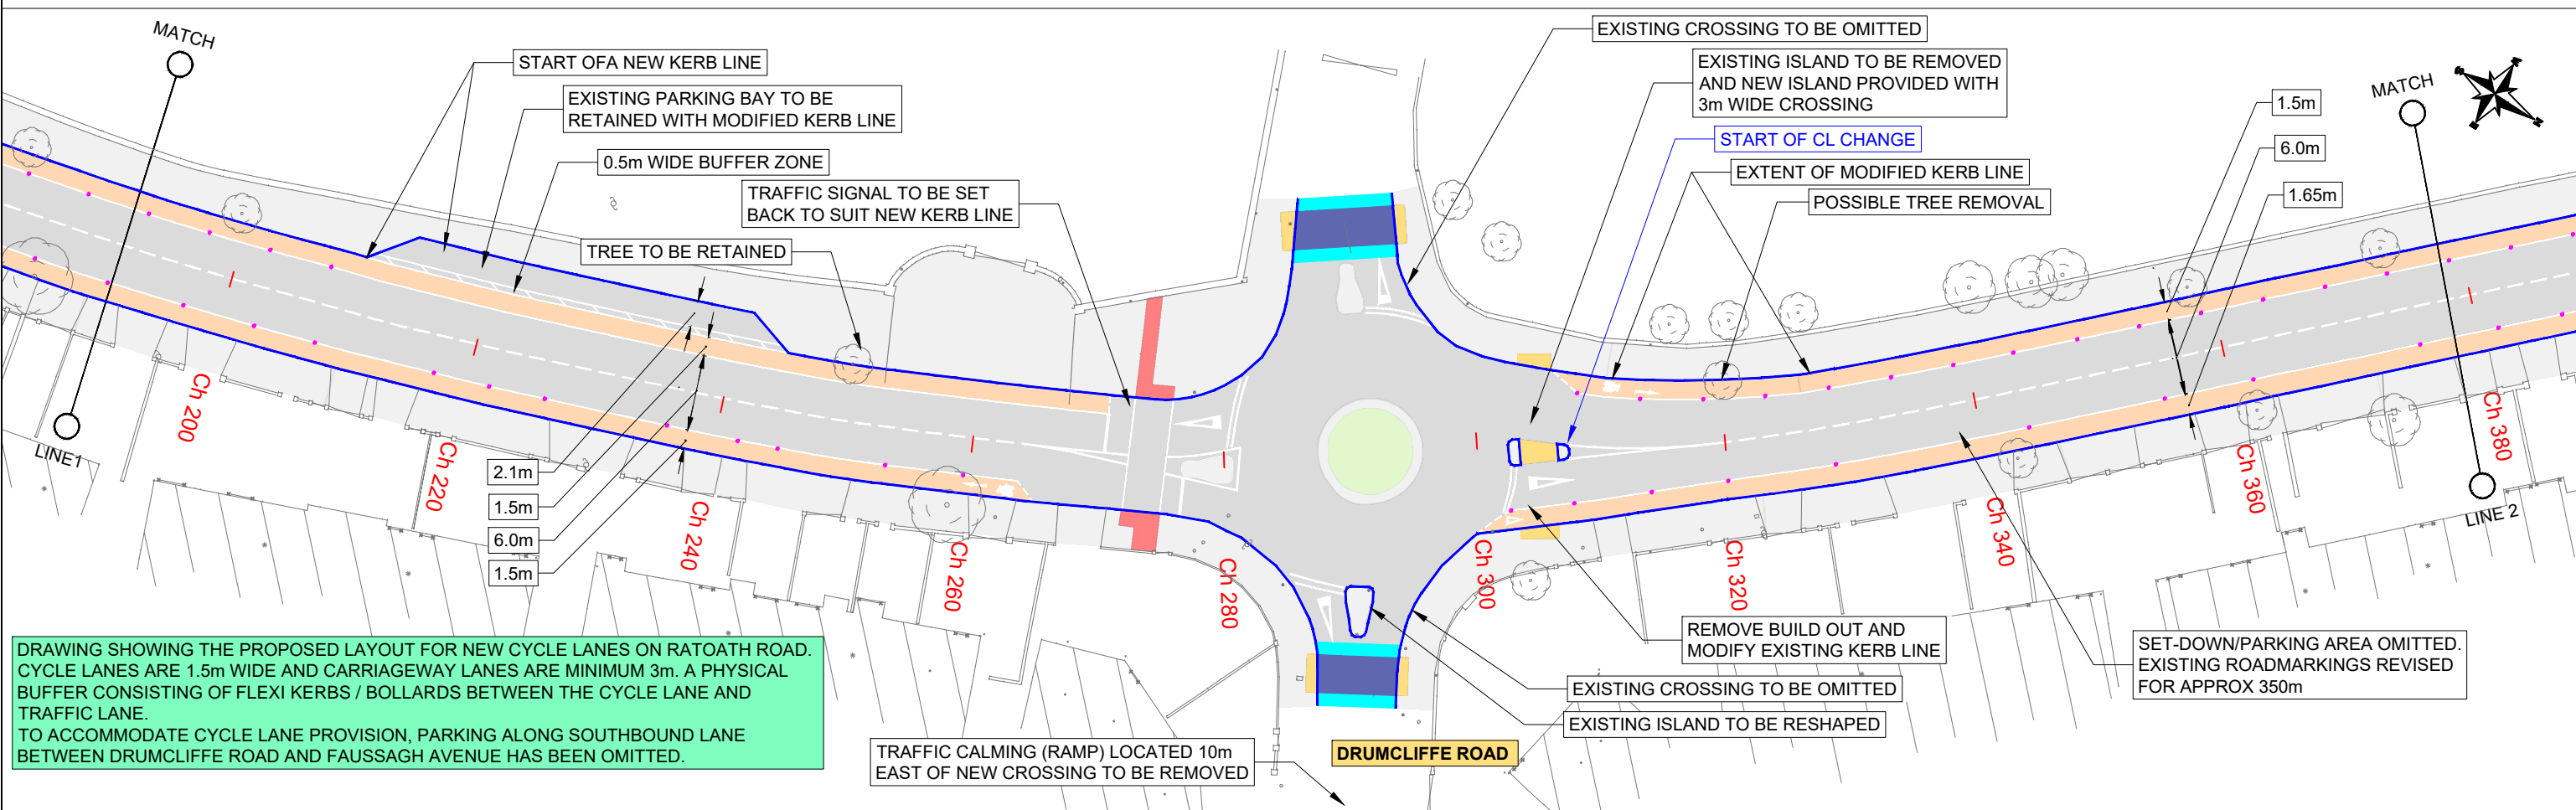 MATCH
START OFA NEW KERB LINE
EXISTING PARKING BAY TO BE
RETAINED WITH MODIFIED KERB LINE
0.5m WIDE BUFFER ZONE
TRAFFIC SIGNAL TO BE SET
BACK TO SUIT NEW KERB LINE
TREE TO BE RETAINED
EXISTING CROSSING TO BE OMITTED
EXISTING ISLAND TO BE REMOVED
AND NEW ISLAND PROVIDED WITH
3m WIDE CROSSING
START OF CL CHANGE
EXTENT OF MODIFIED KERB LINE
POSSIBLE TREE REMOVAL
MATCH
1.5m
6.0m
1.65m
LINE1
Ch 200
Ch 220
Ch 240
Ch 260
Ch 280
Ch 300
Ch 320
Ch 340
Ch 360
Ch 380
LINE 2
2.1m
1.5m
6.0m
1.5m
DRAWING SHOWING THE PROPOSED LAYOUT FOR NEW CYCLE LANES ON RATOATH ROAD.
CYCLE LANES ARE 1.5m WIDE AND CARRIAGEWAY LANES ARE MINIMUM 3m. A PHYSICAL
BUFFER CONSISTING OF FLEXI KERBS / BOLLARDS BETWEEN THE CYCLE LANE AND
TRAFFIC LANE.
TO ACCOMMODATE CYCLE LANE PROVISION, PARKING ALONG SOUTHBOUND LANE
BETWEEN DRUMCLIFFE ROAD AND FAUSSAGH AVENUE HAS BEEN OMITTED.
TRAFFIC CALMING (RAMP) LOCATED 10m
EAST OF NEW CROSSING TO BE REMOVED
DRUMCLIFFE ROAD
REMOVE BUILD OUT AND
MODIFY EXISTING KERB LINE
EXISTING CROSSING TO BE OMITTED
EXISTING ISLAND TO BE RESHAPED
SET-DOWN/PARKING AREA OMITTED.
EXISTING ROADMARKINGS REVISED
FOR APPROX 350m